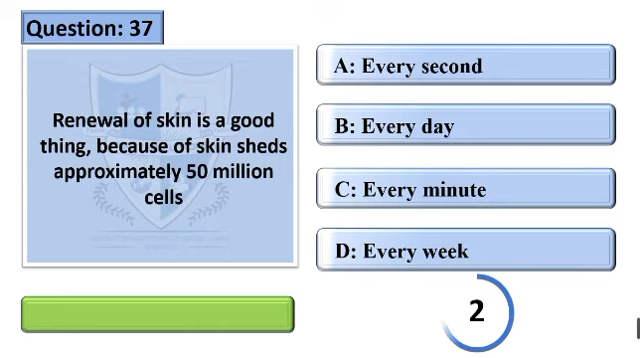 Question: 37
Renewal of skin is a good
thing, because of skin sheds
approximately 50 million
cells
A: Every second
B: Every day
C: Every minute
D: Every week
2